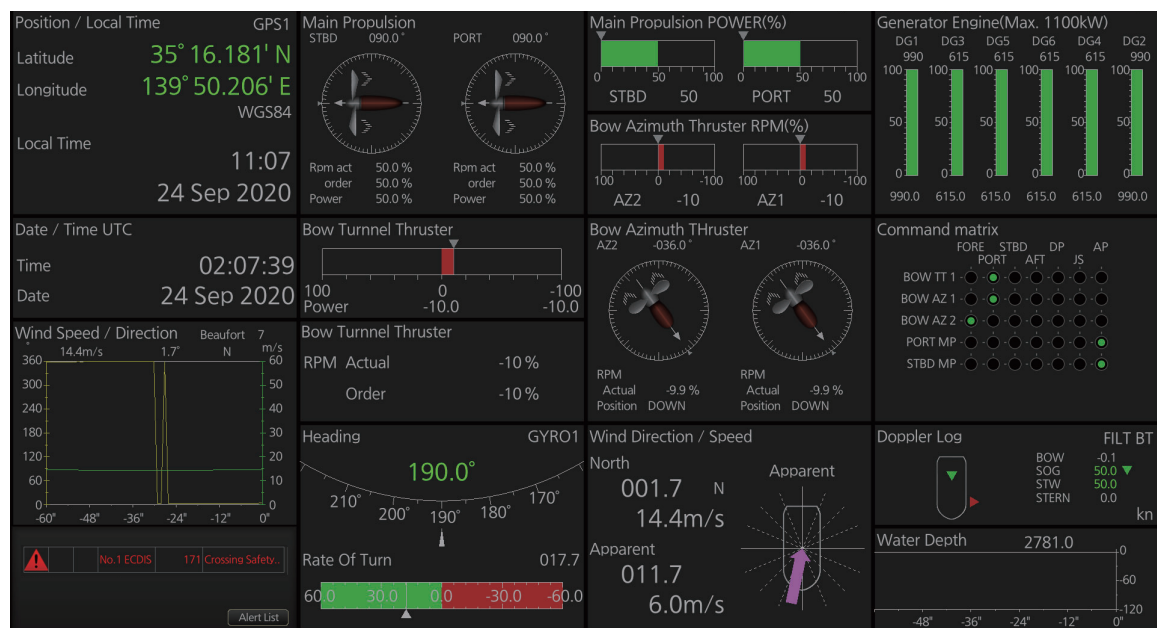 Position / Local Time GPS1
Latitude 35° 16.181' N
Longitude 139° 50.206' E
WGS84
Local Time
11:07
24 Sep 2020
Main Propulsion
STBD 090.0° PORT 090.0°
Rpm act 50.0 % Rpm act 50.0 %
order 50.0 % order 50.0 %
Power 50.0 % Power 50.0 %
Main Propulsion POWER(%)
0 50 100 0 50 100
STBD 50 PORT 50
Bow Azimuth Thruster RPM(%)
100 0 -100 100 0 -100
AZ2 -10 AZ1 -10
Generator Engine(Max. 1100kW)
DG1 DG3 DG5 DG6 DG4 DG2
990 615 615 615 615 990
100 100 100 100 100 100
50 50 50 50 50 50
0 0 0 0 0 0
990.0 615.0 615.0 615.0 615.0 990.0
Date / Time UTC
Time 02:07:39
Date 24 Sep 2020
Bow Turnnel Thruster
100 0 -100
Power -10.0 -10.0
Bow Azimuth THruster
AZ2 -036.0° AZ1 -036.0°
RPM RPM
Actual -9.9 % Actual -9.9 %
Position DOWN Position DOWN
Command matrix
FORE STBD DP AP
PORT AFT JS
BOW TT 1
BOW AZ 1
BOW AZ 2
PORT MP
STBD MP
Wind Speed / Direction Beaufort 7
° 14.4m/s 1.7° N m/s
360 60
300 50
240 40
180 30
120 20
60 10
0 0
-60" -48" -36" -24" -12" 0"
Bow Turnnel Thruster
RPM Actual -10 %
Order -10 %
Heading GYRO1
190.0°
210° 200° 190° 180° 170°
Rate Of Turn 017.7
60.0 30.0 0.0 -30.0 -60.0
Wind Direction / Speed
North
001.7 N
14.4m/s
Apparent
Apparent
011.7
6.0m/s
Doppler Log FILT BT
BOW -0.1
SOG 50.0
STW 50.0
STERN 0.0
kn
Water Depth 2781.0
0
-60
-120
-48" -36" -24" -12" 0"
No.1 ECDIS 171 Crossing Safety...
Alert List